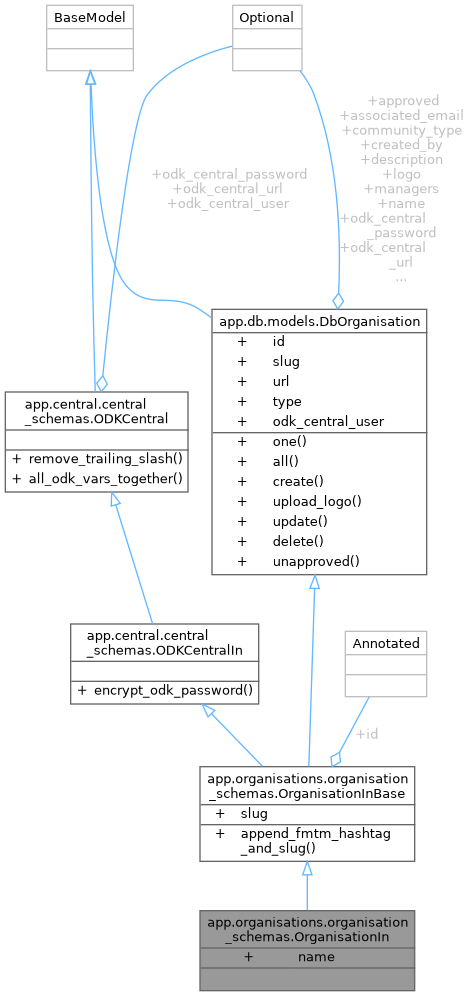 BaseModel
Optional
+approved
+associated_email
+community_type
+created_by
+description
+logo
+managers
+name
+odk_central
_password
+odk_central
_url
...
+odk_central_password
+odk_central_url
+odk_central_user
app.db.models.DbOrganisation
+ id
+ slug
+ url
+ type
+ odk_central_user
+ one()
+ all()
+ create()
+ upload_logo()
+ update()
+ delete()
+ unapproved()
app.central.central
_schemas.ODKCentral
+ remove_trailing_slash()
+ all_odk_vars_together()
app.central.central
_schemas.ODKCentralIn
+ encrypt_odk_password()
Annotated
+id
app.organisations.organisation
_schemas.OrganisationInBase
+ slug
+ append_fmtm_hashtag
_and_slug()
app.organisations.organisation
_schemas.OrganisationIn
+ name